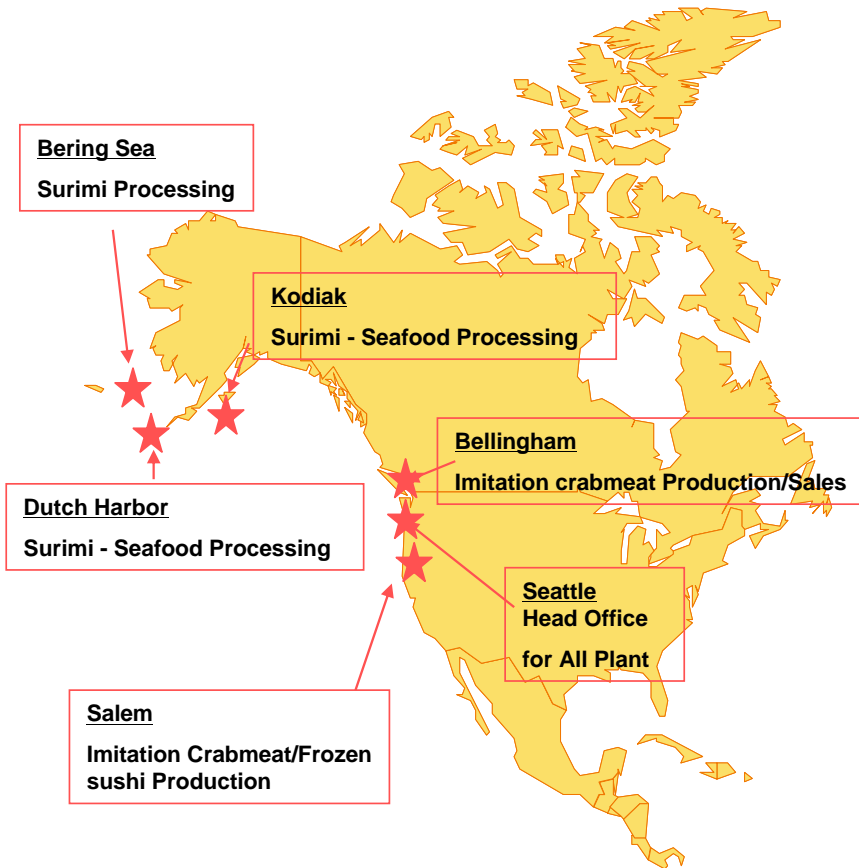 Bering Sea
Surimi Processing
Kodiak
Surimi - Seafood Processing
Bellingham
Imitation crabmeat Production/Sales
Dutch Harbor
Surimi - Seafood Processing
Seattle
Head Office
for All Plant
Salem
Imitation Crabmeat/Frozen
sushi Production